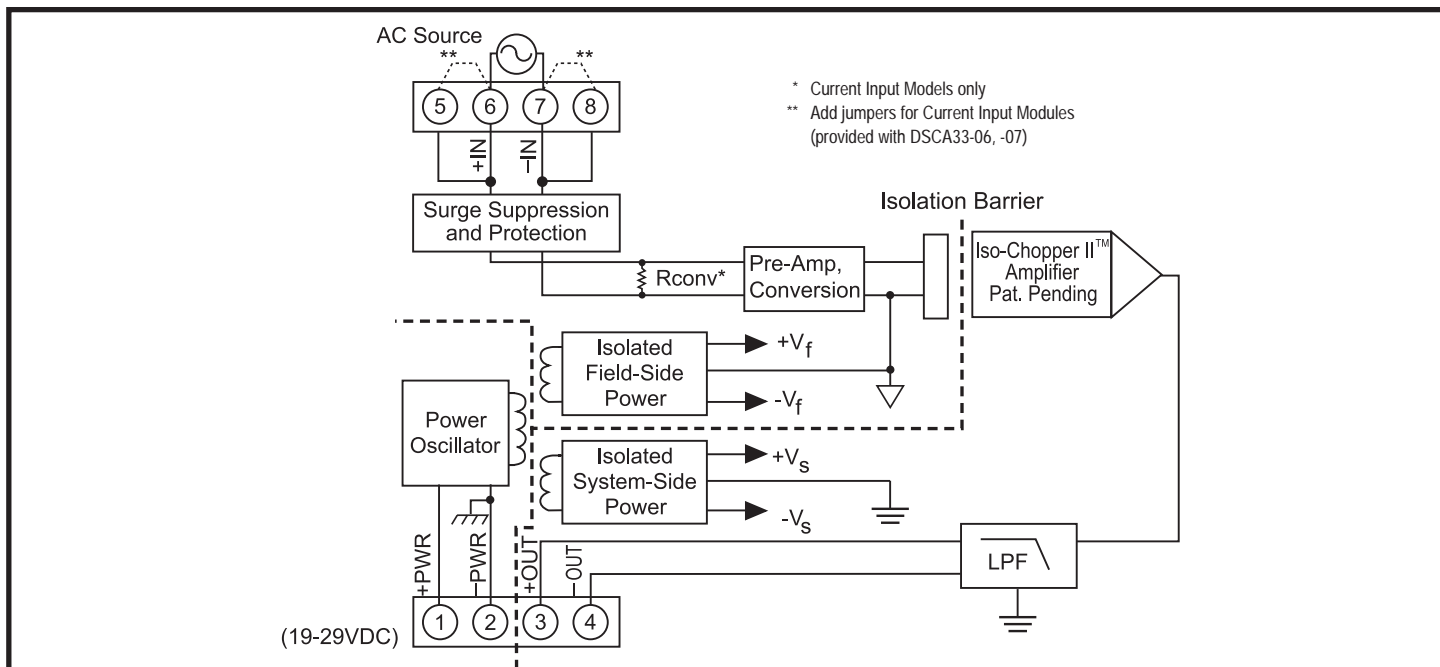 AC Source
** **
5 6 7 8
+IN
–IN
* Current Input Models only
** Add jumpers for Current Input Modules
(provided with DSCA33-06, -07)
Surge Suppression
and Protection
Isolation Barrier
Rconv*
Pre-Amp,
Conversion
Iso-Chopper II™
Amplifier
Pat. Pending
Isolated
Field-Side
Power
+Vf
-Vf
Power
Oscillator
Isolated
System-Side
Power
+Vs
-Vs
+PWR
–PWR
+OUT
–OUT
LPF
(19-29VDC)
1 2 3 4